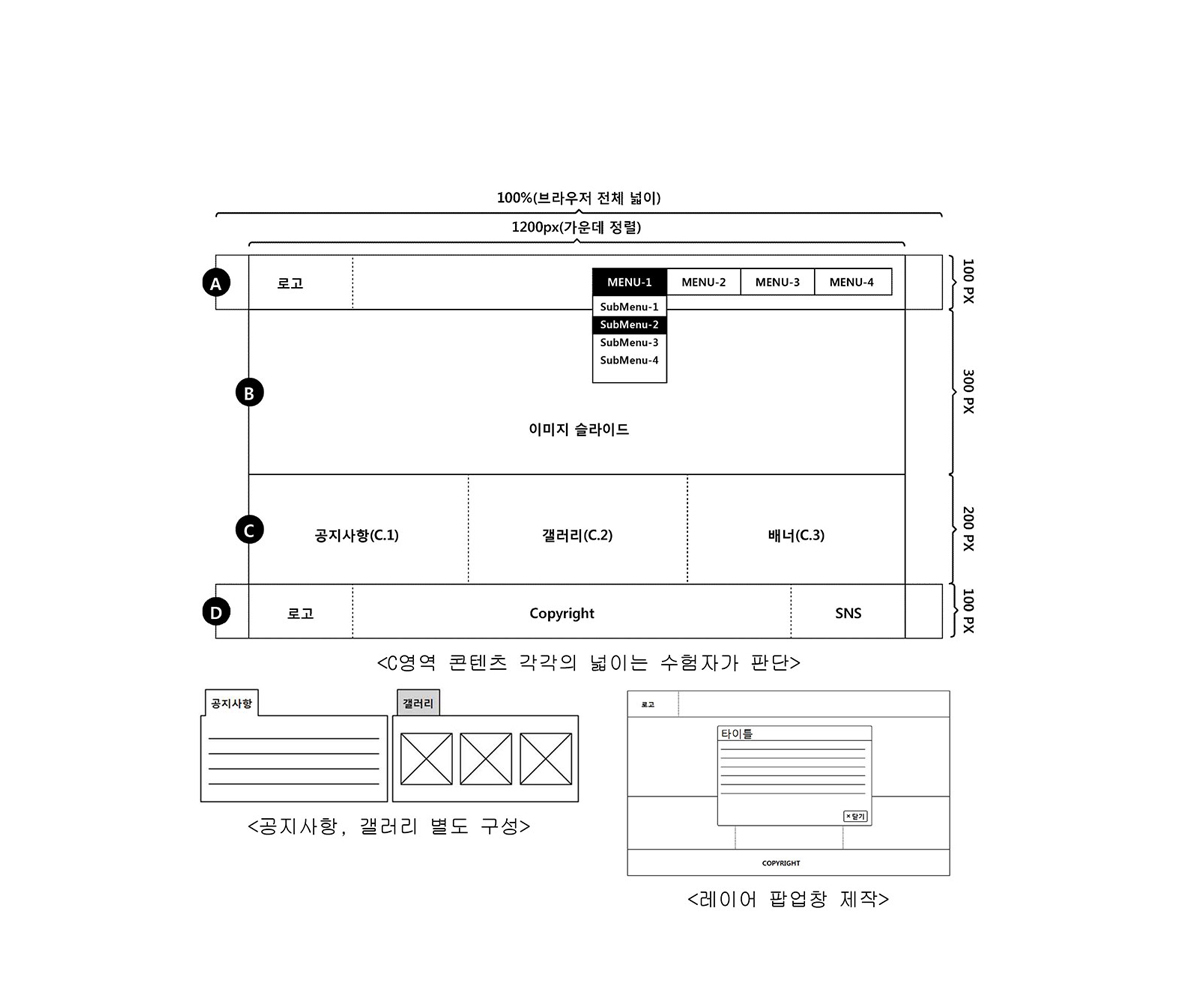 100%(브라우저 전체 넓이)
1200px(가운데 정렬)
A
로고
MENU-1
MENU-2
MENU-3
MENU-4
100 PX
SubMenu-1
SubMenu-2
SubMenu-3
SubMenu-4
B
이미지 슬라이드
300 PX
C
공지사항(C.1)
갤러리(C.2)
배너(C.3)
200 PX
D
로고
Copyright
SNS
100 PX
<C영역 콘텐츠 각각의 넓이는 수험자가 판단>
공지사항
갤러리
<공지사항, 갤러리 별도 구성>
로고
타이틀
×닫기
COPYRIGHT
<레이어 팝업창 제작>